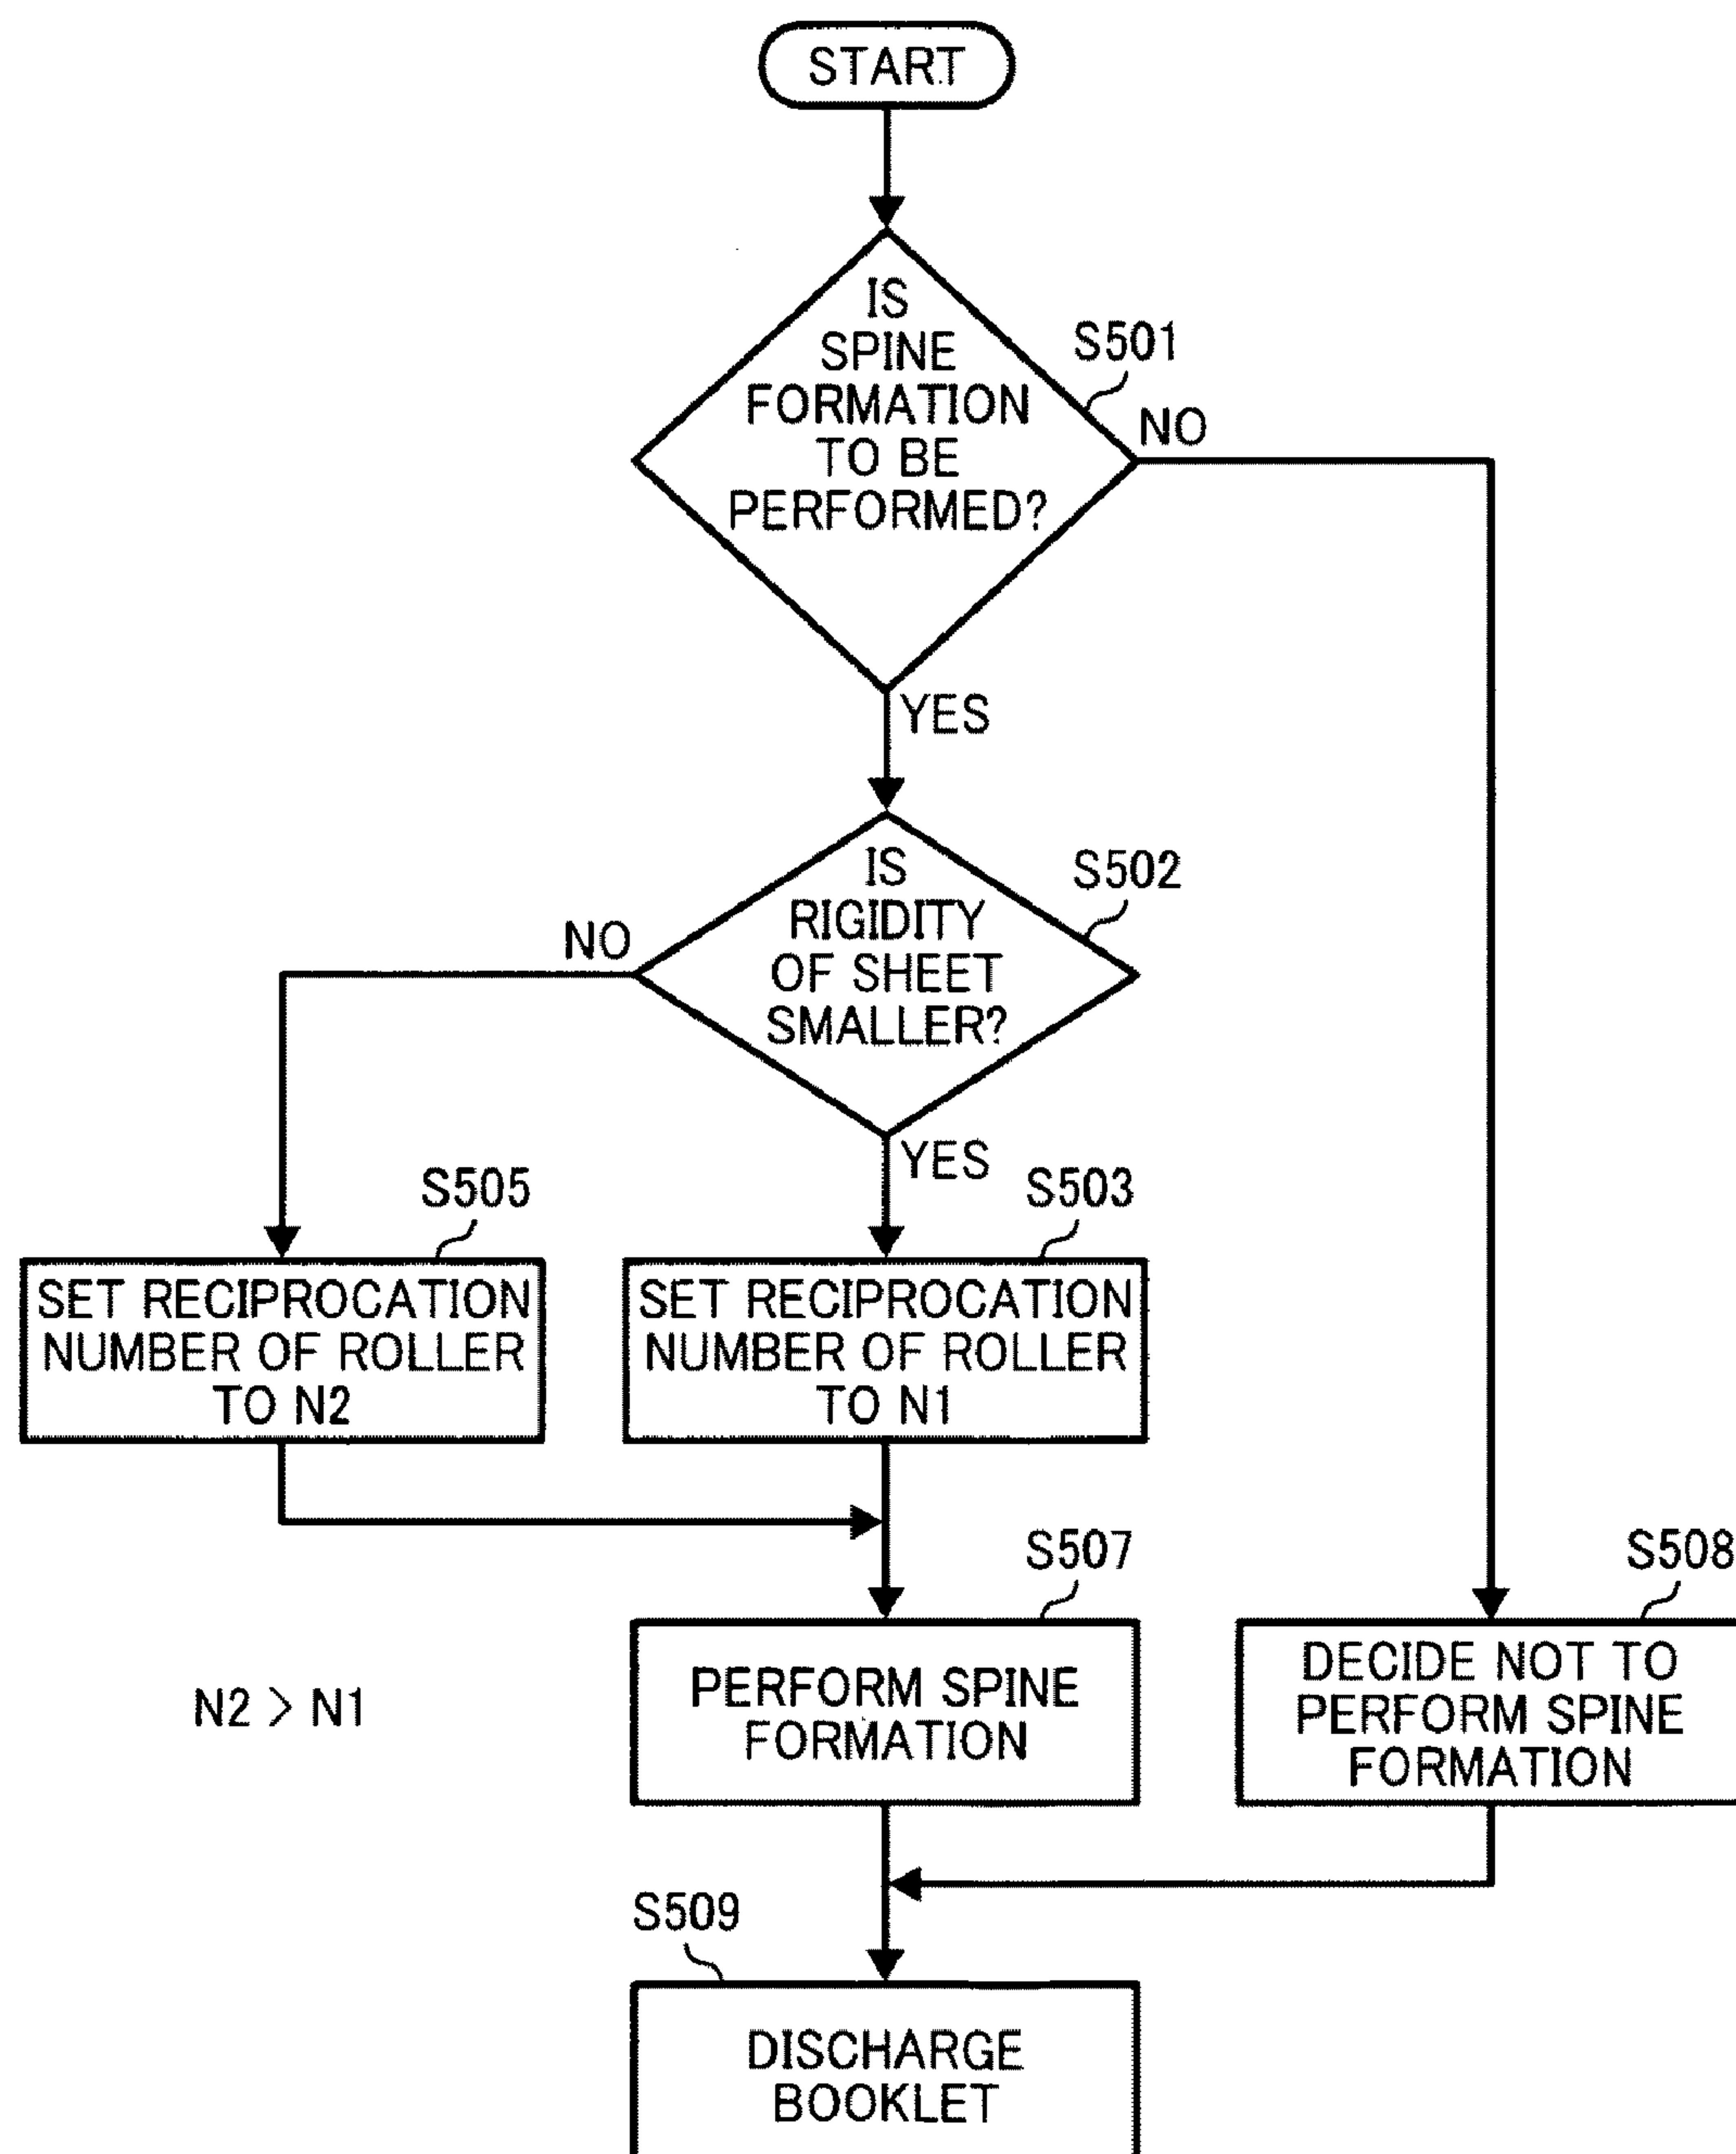 START
IS
SPINE
FORMATION
TO BE
PERFORMED?
S501
NO
YES
IS
RIGIDITY
OF SHEET
SMALLER?
S502
NO
YES
S505
SET RECIPROCATION
NUMBER OF ROLLER
TO N2
S503
SET RECIPROCATION
NUMBER OF ROLLER
TO N1
S507
PERFORM SPINE
FORMATION
S508
DECIDE NOT TO
PERFORM SPINE
FORMATION
N2 > N1
S509
DISCHARGE
BOOKLET